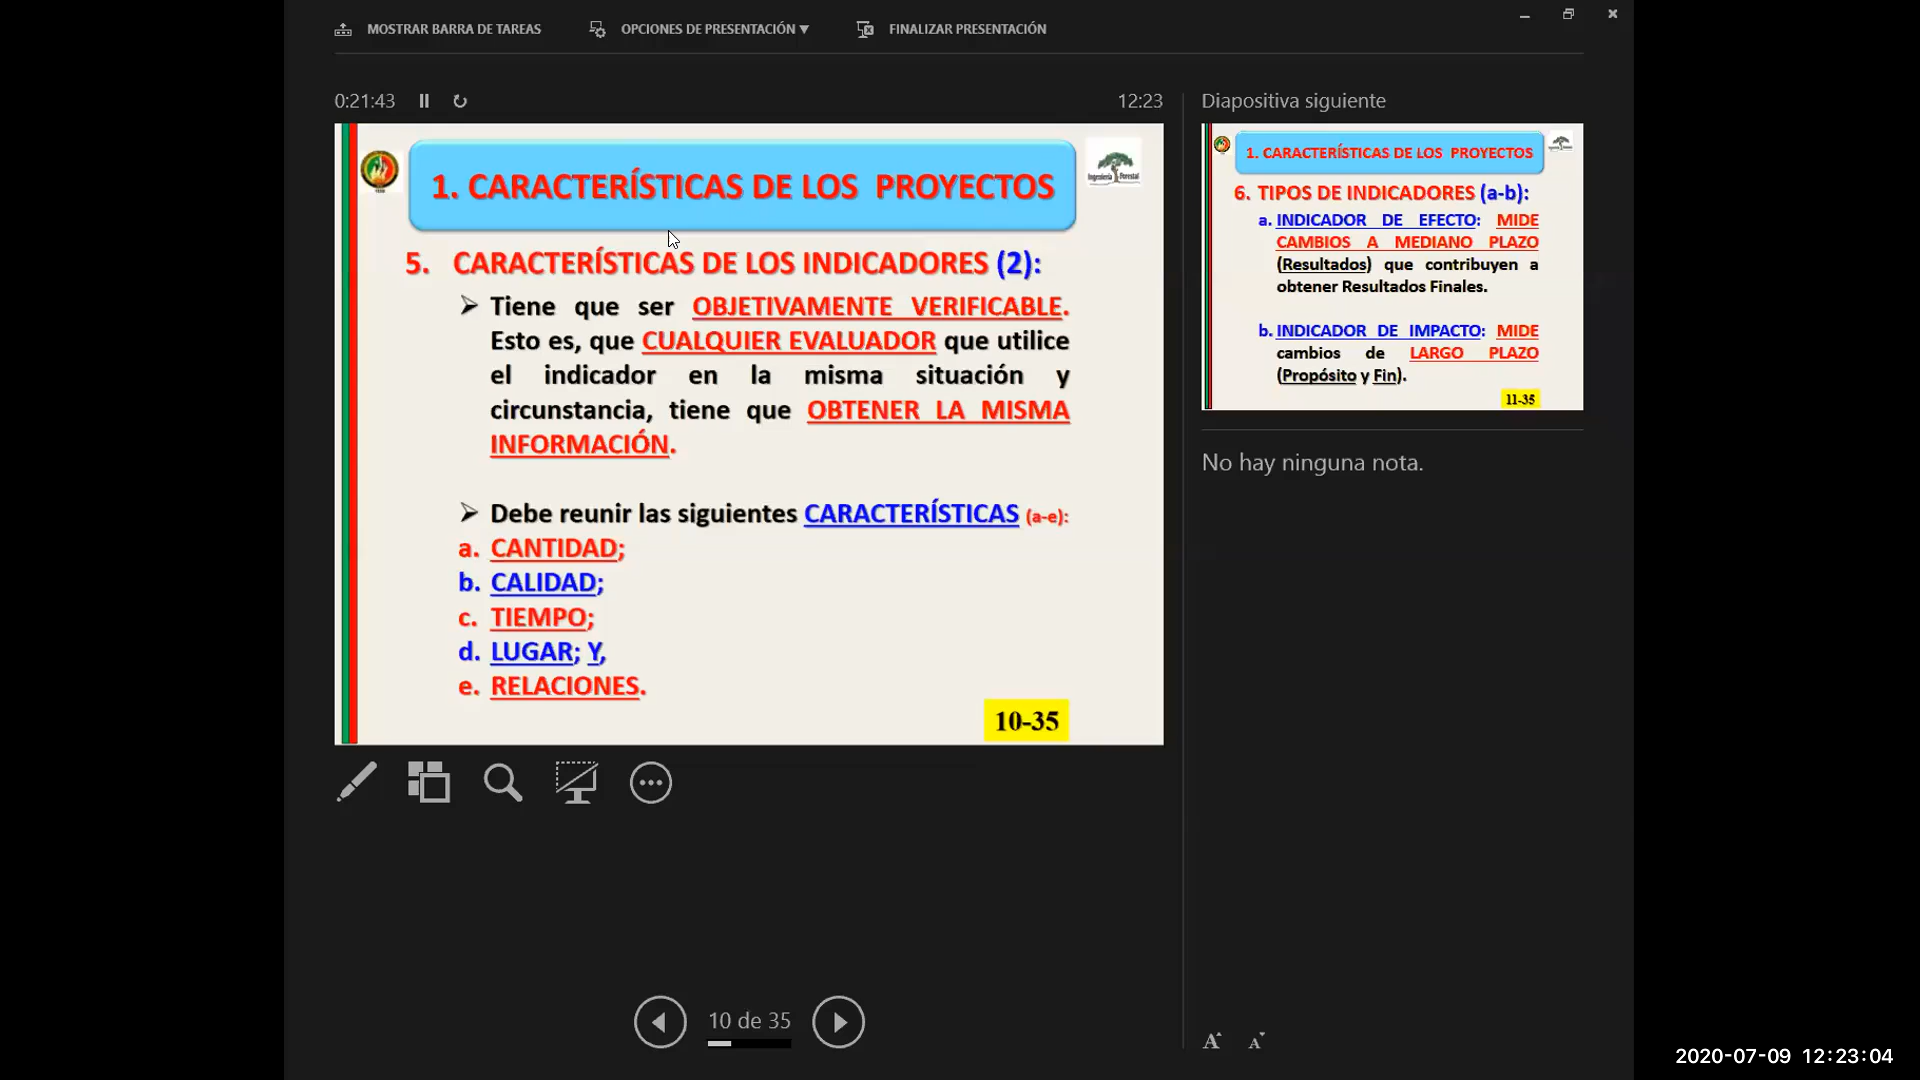 MOSTRAR BARRA DE TAREAS
OPCIONES DE PRESENTACIÓN
FINALIZAR PRESENTACIÓN
0:21:43
12:23
1. CARACTERÍSTICAS DE LOS PROYECTOS
Ingeniería Forestal
5. CARACTERÍSTICAS DE LOS INDICADORES (2):
Tiene que ser OBJETIVAMENTE VERIFICABLE.
Esto es, que CUALQUIER EVALUADOR que utilice
el indicador en la misma situación y
circunstancia, tiene que OBTENER LA MISMA
INFORMACIÓN.
Debe reunir las siguientes CARACTERÍSTICAS (a-e):
a. CANTIDAD;
b. CALIDAD;
c. TIEMPO;
d. LUGAR; Y,
e. RELACIONES.
10-35
Diapositiva siguiente
1. CARACTERÍSTICAS DE LOS PROYECTOS
6. TIPOS DE INDICADORES (a-b):
a. INDICADOR DE EFECTO: MIDE
CAMBIOS A MEDIANO PLAZO
(Resultados) que contribuyen a
obtener Resultados Finales.
b. INDICADOR DE IMPACTO: MIDE
cambios de LARGO PLAZO
(Propósito y Fin).
11-35
No hay ninguna nota.
10 de 35
A A
2020-07-09 12:23:04